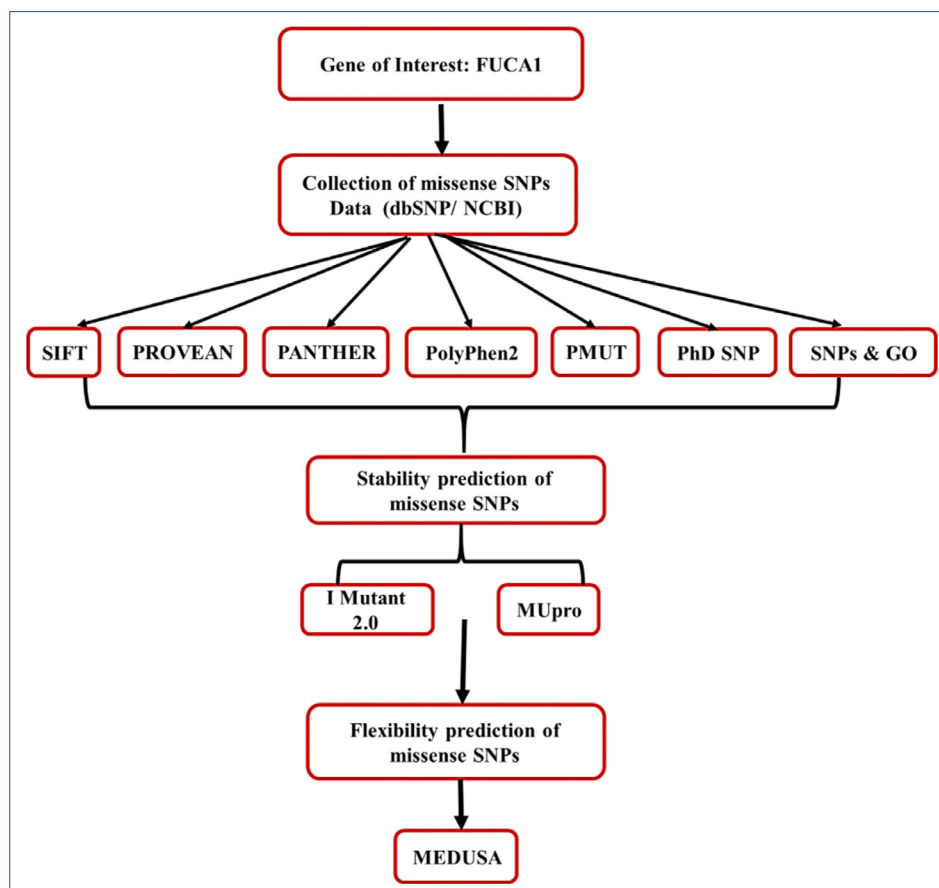 Gene of Interest: FUCA1
Collection of missense SNPs
Data (dbSNP/ NCBI)
SIFT
PROVEAN
PANTHER
PolyPhen2
PMUT
PhD SNP
SNPs & GO
Stability prediction of
missense SNPs
I Mutant
2.0
MUpro
Flexibility prediction of
missense SNPs
MEDUSA